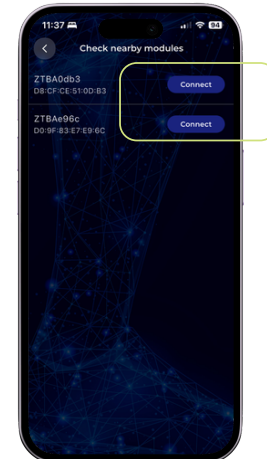 11:37
94
Check nearby modules
ZTBA0db3
D8:CF:CE:51:0D:B3
Connect
ZTBAe96c
D0:9F:83:E7:E9:6C
Connect